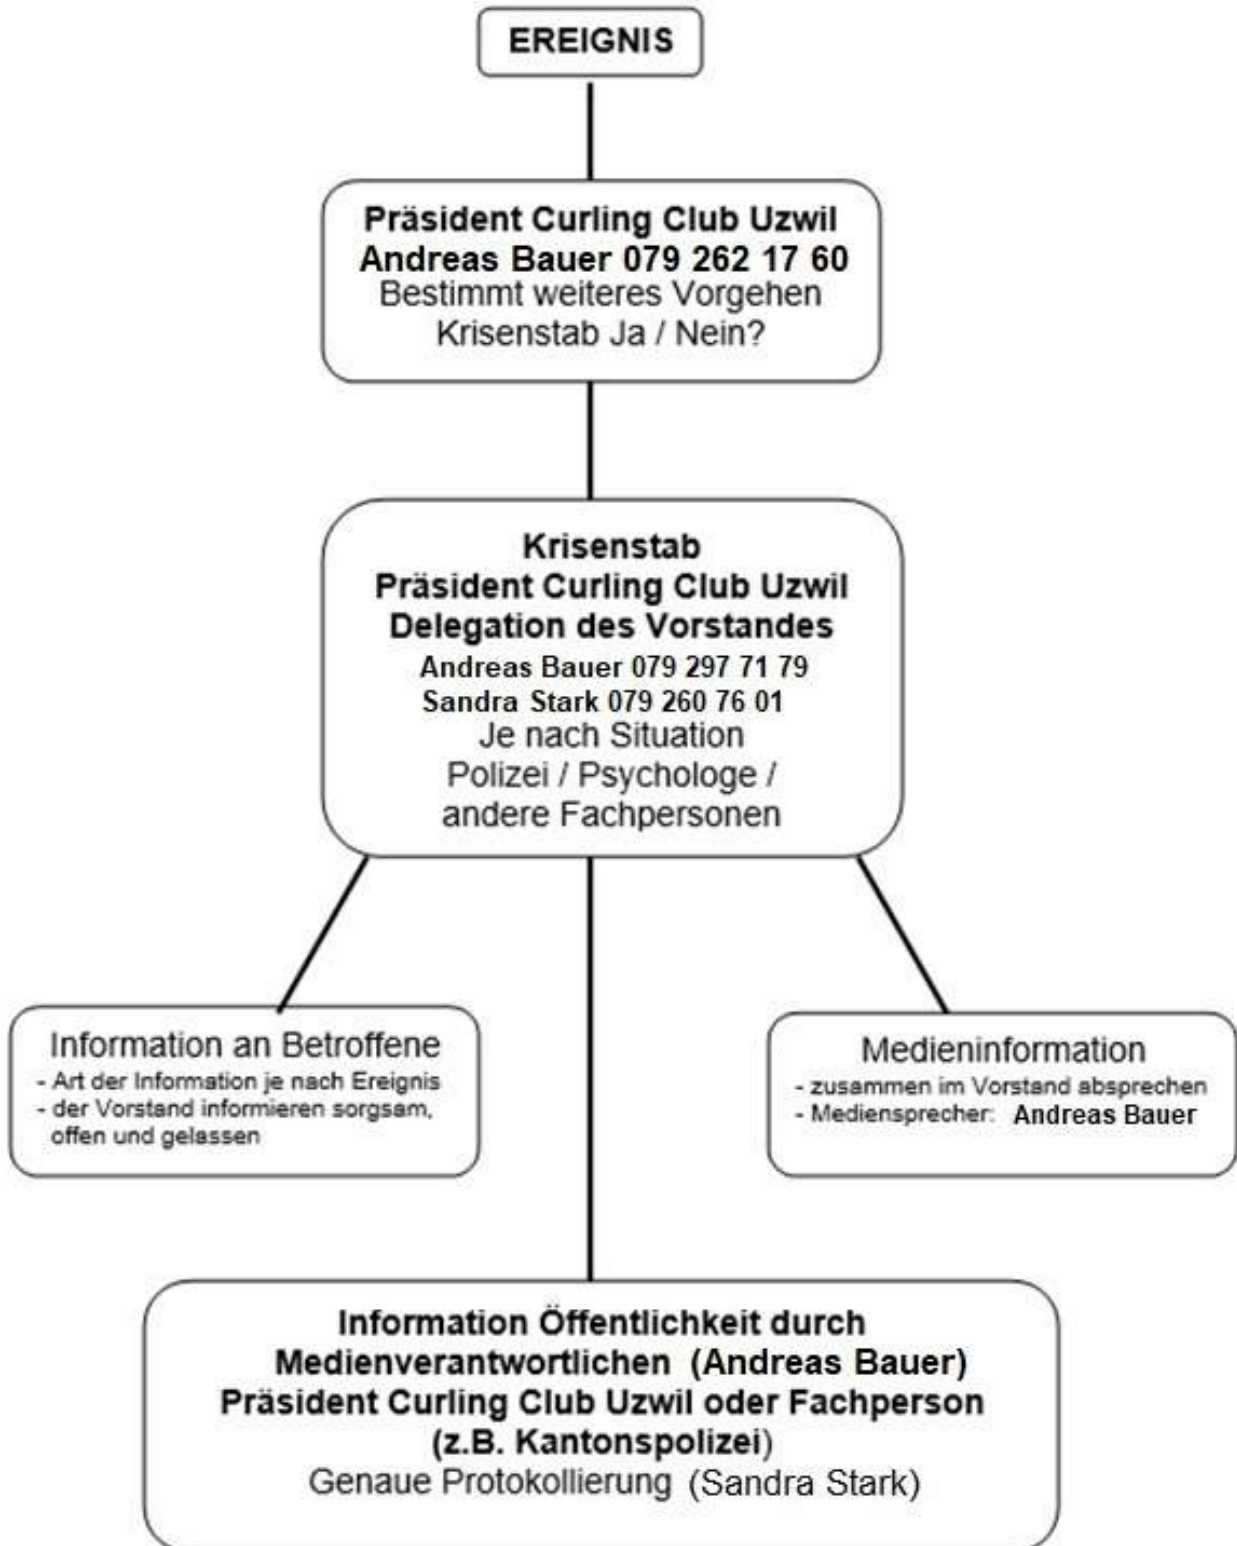 EREIGNIS
Präsident Curling Club Uzwil
Andreas Bauer 079 262 17 60
Bestimmt weiteres Vorgehen
Krisenstab Ja / Nein?
Krisenstab
Präsident Curling Club Uzwil
Delegation des Vorstandes
Andreas Bauer 079 297 71 79
Sandra Stark 079 260 76 01
Je nach Situation
Polizei / Psychologe /
andere Fachpersonen
Information an Betroffene
- Art der Information je nach Ereignis
- der Vorstand informieren sorgsam,
offen und gelassen
Medieninformation
- zusammen im Vorstand absprechen
- Mediensprecher: Andreas Bauer
Information Öffentlichkeit durch
Medienverantwortlichen (Andreas Bauer)
Präsident Curling Club Uzwil oder Fachperson
(z.B. Kantonspolizei)
Genaue Protokollierung (Sandra Stark)